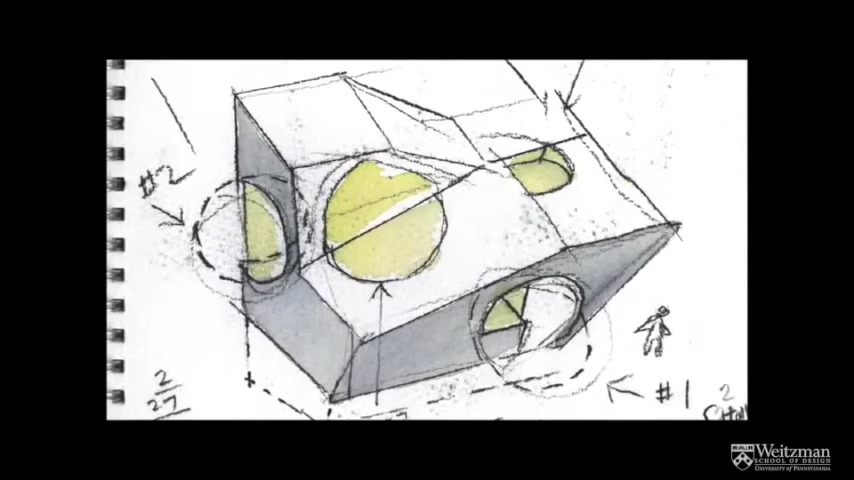 #2
#1
2
27
2
Weitzman
SCHOOL OF DESIGN
UNIVERSITY of PENNSYLVANIA